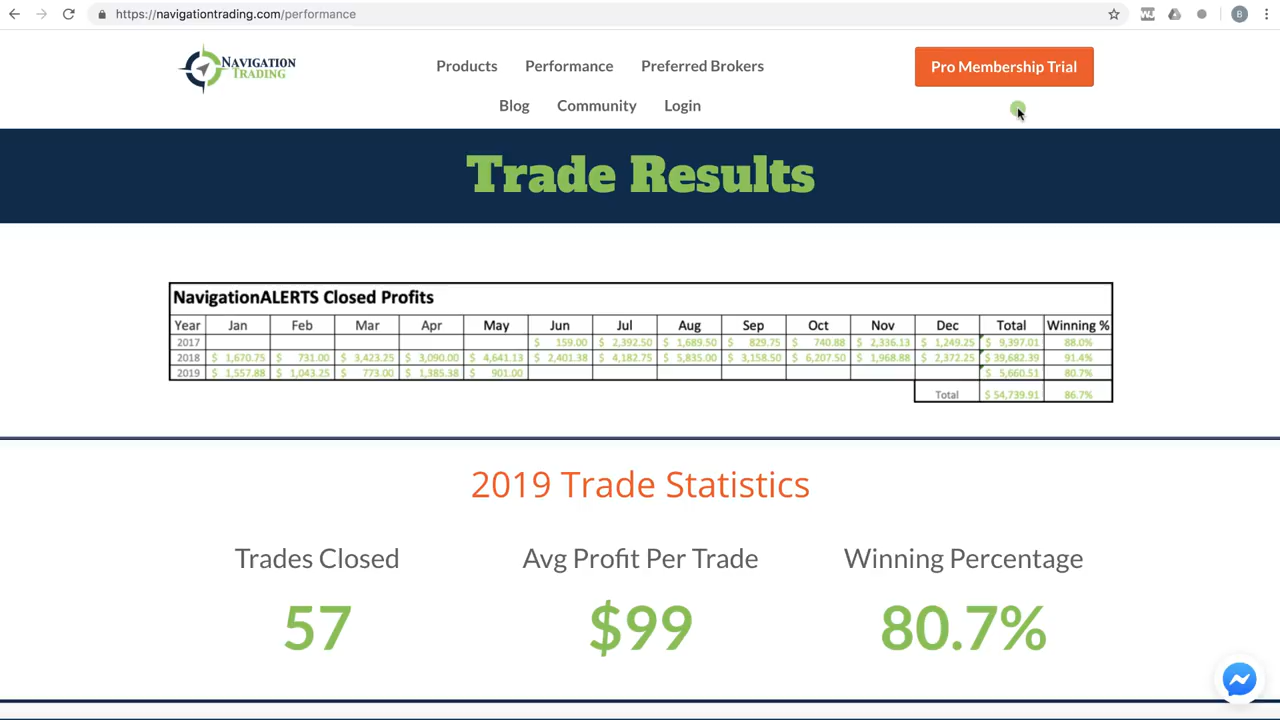 https://navigationtrading.com/performance
B
NAVIGATION
TRADING
Products Performance Preferred Brokers
Pro Membership Trial
Blog Community Login
Trade Results
NavigationALERTS Closed Profits
Year Jan Feb Mar Apr May Jun Jul Aug Sep Oct Nov Dec Total Winning %
2017 $ 159.00 $ 2,392.50 $ 1,689.50 $ 829.75 $ 740.88 $ 2,336.13 $ 1,249.25 $ 9,397.01 88.0%
2018 $ 1,670.75 $ 731.00 $ 3,423.25 $ 3,090.00 $ 4,641.13 $ 2,401.38 $ 4,182.75 $ 5,835.00 $ 3,158.50 $ 6,207.50 $ 1,968.88 $ 2,372.25 $ 39,682.39 91.4%
2019 $ 1,557.88 $ 1,043.25 $ 773.00 $ 1,385.38 $ 901.00 $ 5,660.51 80.7%
Total $ 54,739.91 86.7%
2019 Trade Statistics
Trades Closed Avg Profit Per Trade Winning Percentage
57 $99 80.7%